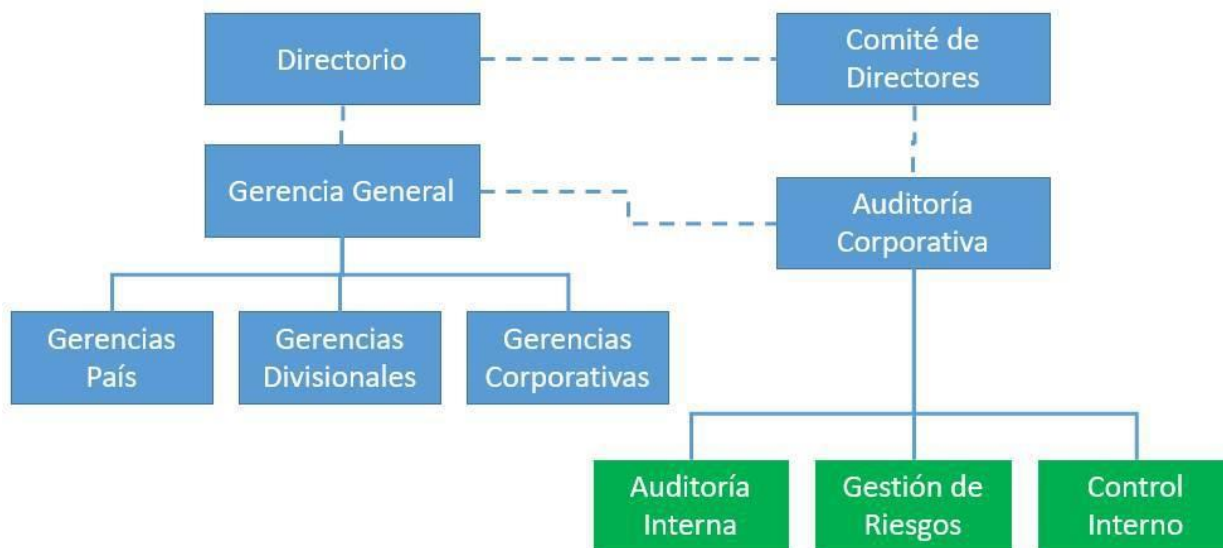 Directorio
Comité de
Directores
Gerencia General
Auditoría
Corporativa
Gerencias
País
Gerencias
Divisionales
Gerencias
Corporativas
Auditoría
Interna
Gestión de
Riesgos
Control
Interno